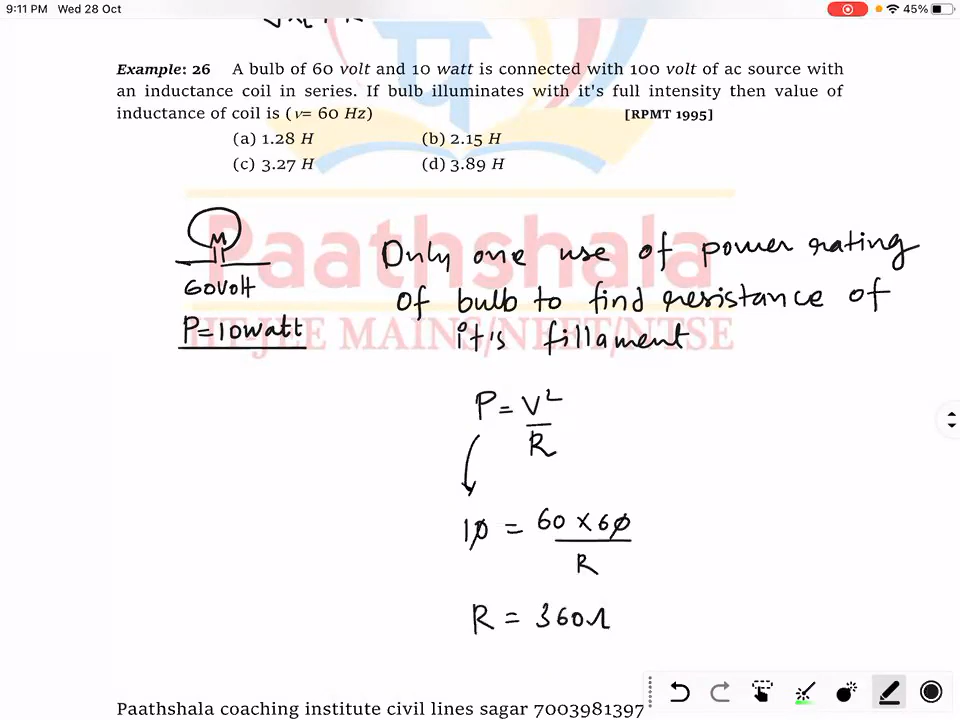 9:11 PM Wed 28 Oct
45%
Example: 26 A bulb of 60 volt and 10 watt is connected with 100 volt of ac source with
an inductance coil in series. If bulb illuminates with it's full intensity then value of
inductance of coil is (ν= 60 Hz) [RPMT 1995]
(a) 1.28 H (b) 2.15 H
(c) 3.27 H (d) 3.89 H
Paathshala
IIT-JEE MAINS/NEET/NTSE
60volt
P=10watt
Only one use of power rating
of bulb to find resistance of
it's fillament
P = V²/R
10 = 60 × 60/R
R = 360Ω
Paathshala coaching institute civil lines sagar 7003981397